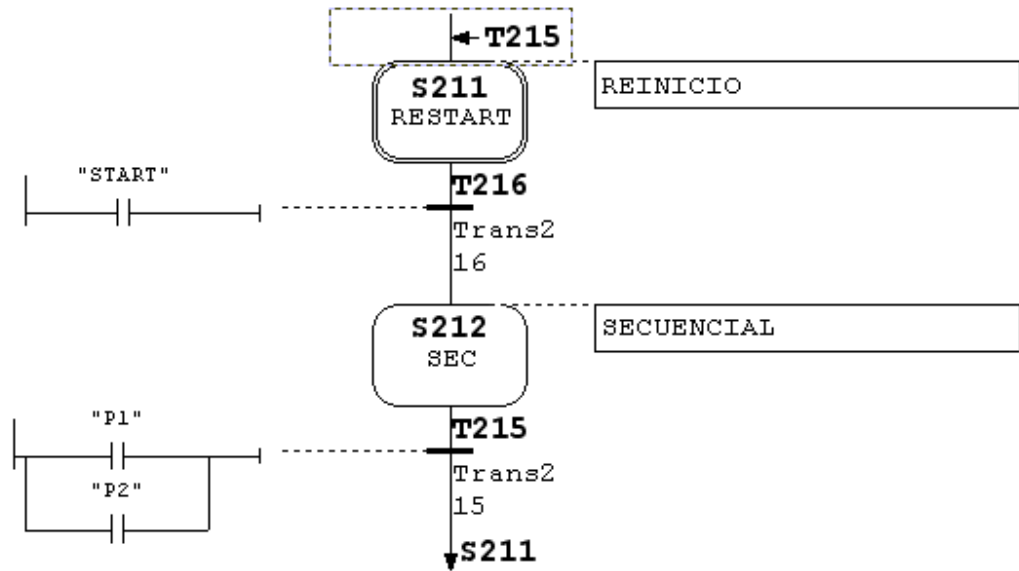 T215
S211
RESTART
REINICIO
"START"
T216
Trans2
16
S212
SEC
SECUENCIAL
"P1"
T215
"P2"
Trans2
15
S211